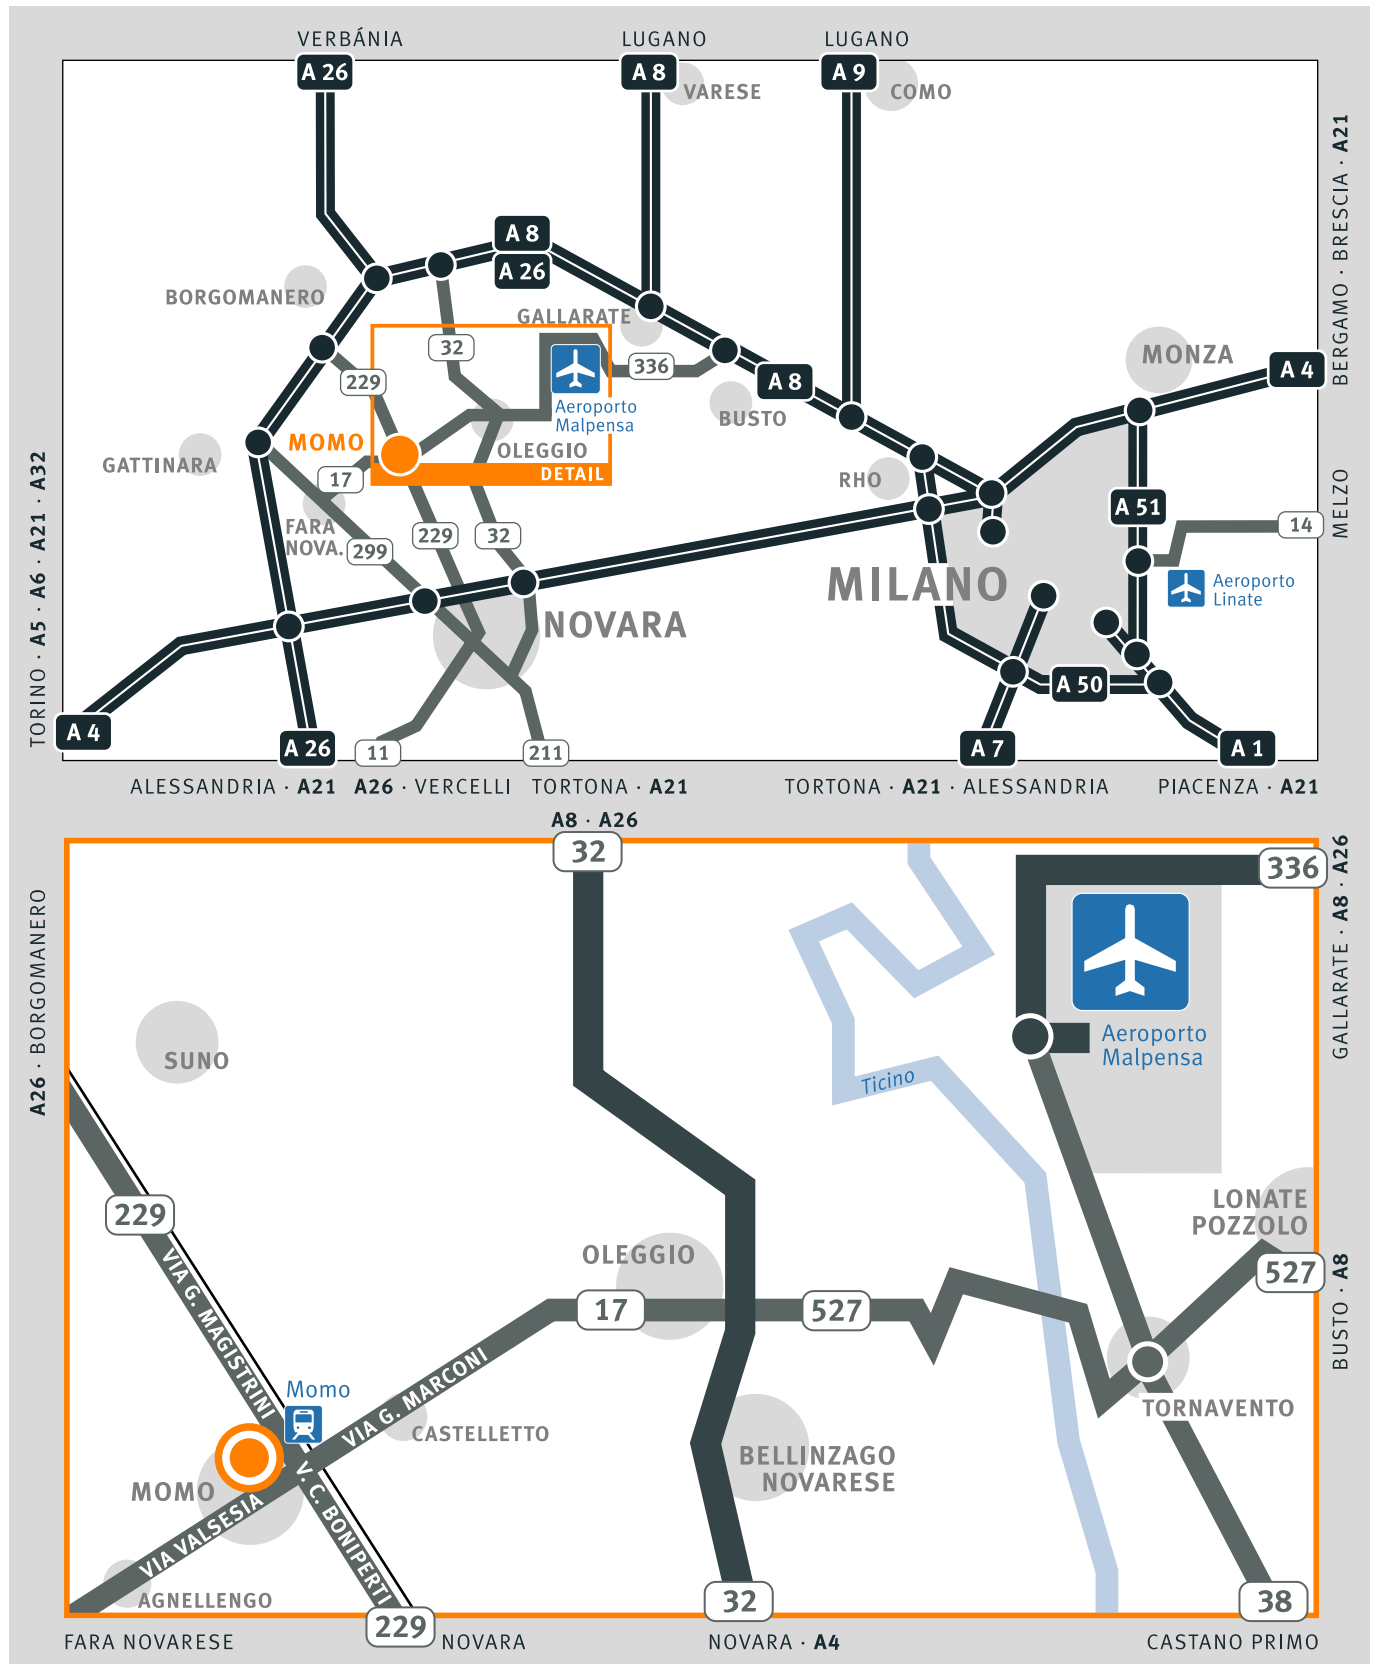 VERBÁNIA
LUGANO
LUGANO
A 26
A 8
A 9
VARESE
COMO
A 8
A 26
BORGOMANERO
GALLARATE
32
336
229
A 8
MONZA
A 4
Aeroporto
Malpensa
BUSTO
MOMO
OLEGGIO
GATTINARA
17
DETAIL
RHO
FARA
NOVA.
299
229
32
A 51
14
MILANO
Aeroporto
Linate
NOVARA
A 50
A 4
A 26
11
211
A 7
A 1
TORINO · A5 · A6 · A21 · A32
BERGAMO · BRESCIA · A21
MELZO
ALESSANDRIA · A21
A26 · VERCELLI
TORTONA · A21
TORTONA · A21 · ALESSANDRIA
PIACENZA · A21
A8 · A26
32
336
A26 · BORGOMANERO
GALLARATE · A8 · A26
Aeroporto
Malpensa
SUNO
Ticino
229
LONATE
POZZOLO
VIA G. MAGISTRINI
OLEGGIO
527
17
527
BUSTO · A8
Momo
VIA G. MARCONI
CASTELLETTO
TORNAVENTO
BELLINZAGO
NOVARESE
MOMO
VIA VALSESIA
V. C. BONIPERTI
AGNELLENGO
229
32
38
FARA NOVARESE
NOVARA
NOVARA · A4
CASTANO PRIMO